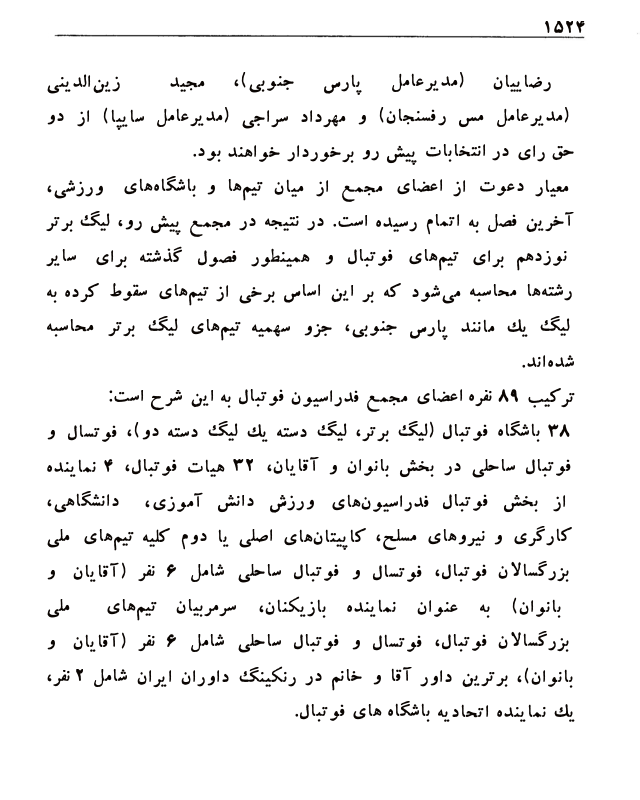 ۱۵۲۴
رضاییان (مدیرعامل پارس جنوبی)، مجید زین‌الدینی
(مدیرعامل مس رفسنجان) و مهرداد سراجی (مدیرعامل سایپا) از دو
حق رای در انتخابات پیش رو برخوردار خواهند بود.
معیار دعوت از اعضای مجمع از میان تیم‌ها و باشگاه‌های ورزشی،
آخرین فصل به اتمام رسیده است. در نتیجه در مجمع پیش رو، لیگ برتر
نوزدهم برای تیم‌های فوتبال و همینطور فصول گذشته برای سایر
رشته‌ها محاسبه می‌شود که بر این اساس برخی از تیم‌های سقوط کرده به
لیگ یك مانند پارس جنوبی، جزو سهمیه تیم‌های لیگ برتر محاسبه
شده‌اند.
ترکیب ۸۹ نفره اعضای مجمع فدراسیون فوتبال به این شرح است:
۳۸ باشگاه فوتبال (لیگ برتر، لیگ دسته یك لیگ دسته دو)، فوتسال و
فوتبال ساحلی در بخش بانوان و آقایان، ۳۲ هیات فوتبال، ۴ نماینده
از بخش فوتبال فدراسیون‌های ورزش دانش آموزی، دانشگاهی،
کارگری و نیروهای مسلح، کاپیتان‌های اصلی یا دوم کلیه تیم‌های ملی
بزرگسالان فوتبال، فوتسال و فوتبال ساحلی شامل ۶ نفر (آقایان و
بانوان) به عنوان نماینده بازیکنان، سرمربیان تیم‌های ملی
بزرگسالان فوتبال، فوتسال و فوتبال ساحلی شامل ۶ نفر (آقایان و
بانوان)، برترین داور آقا و خانم در رنکینگ داوران ایران شامل ۲ نفر،
یك نماینده اتحادیه باشگاه های فوتبال.